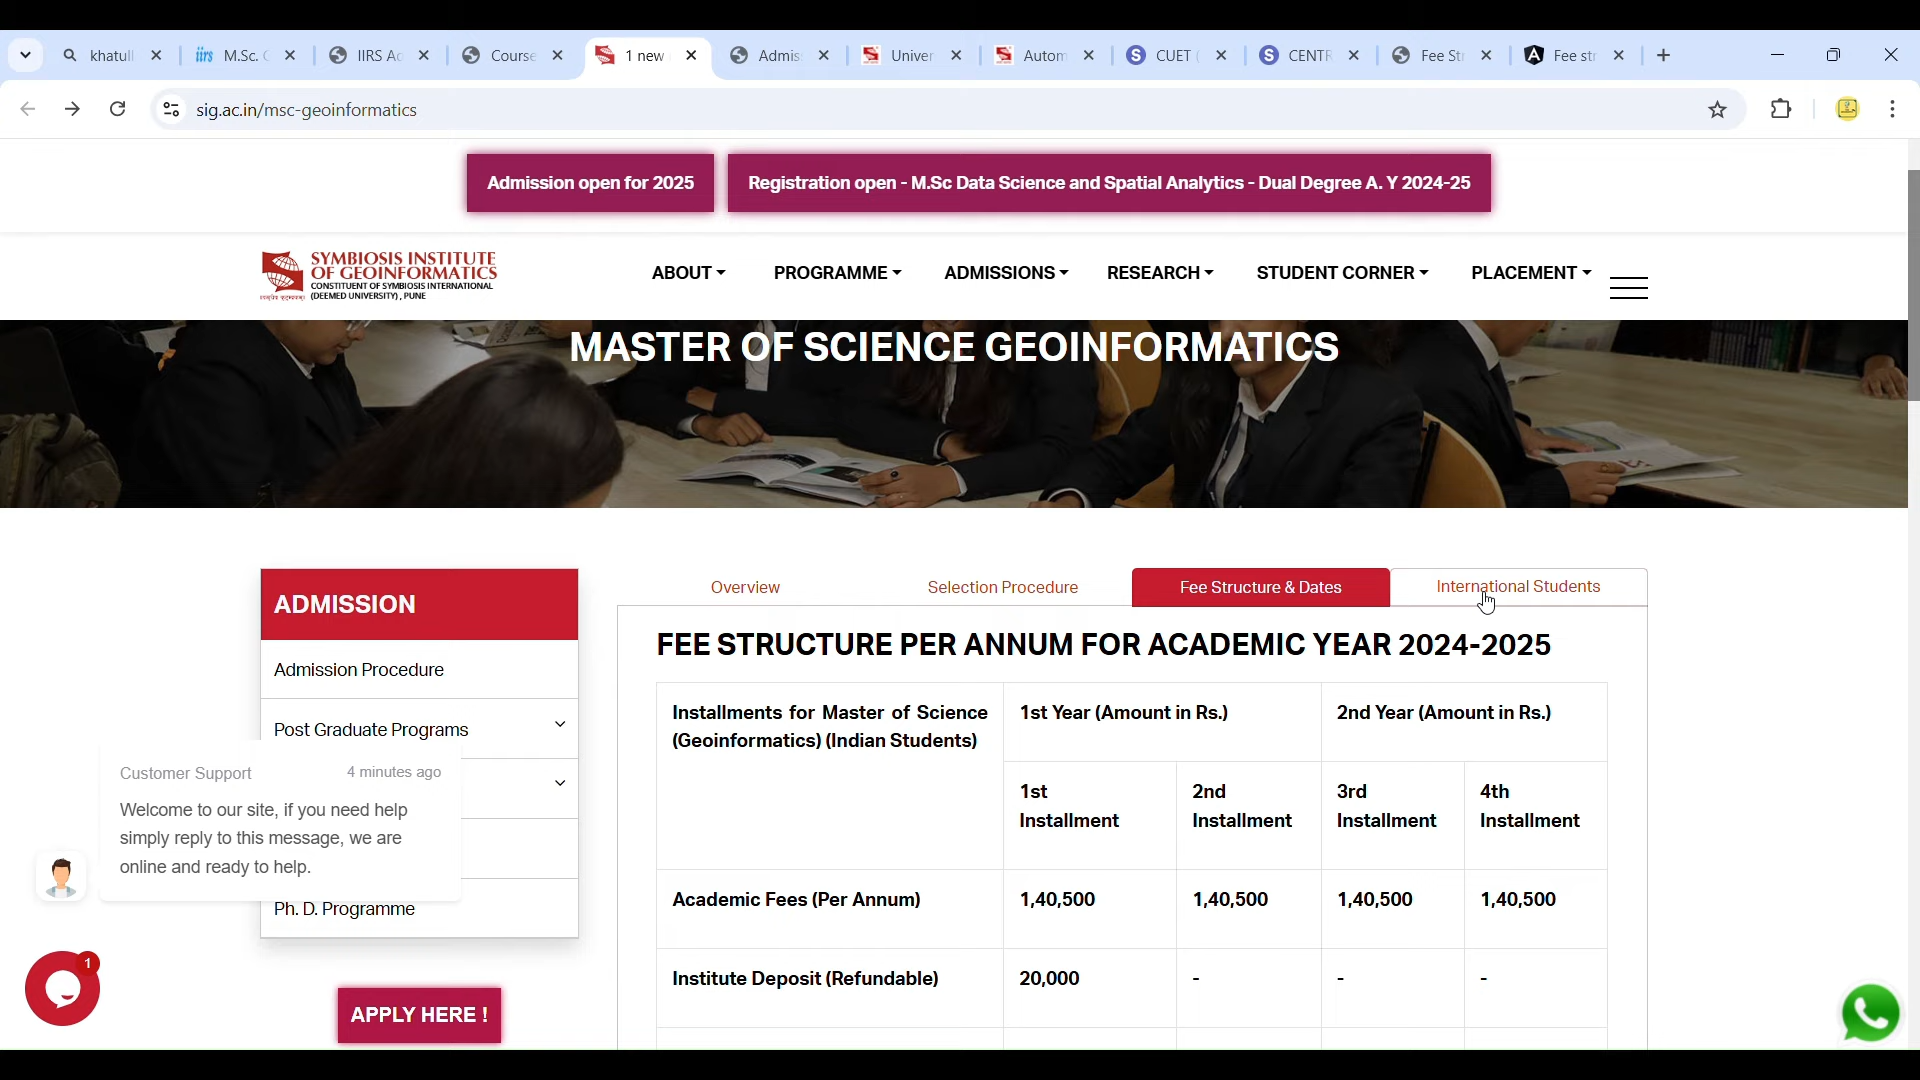 khatull
M.Sc. G
IIRS Ac
Course
1 new
Admis
Univer
Autom
CUET (
CENTR
Fee Str
Fee str
sig.ac.in/msc-geoinformatics
Admission open for 2025
Registration open - M.Sc Data Science and Spatial Analytics - Dual Degree A. Y 2024-25
SYMBIOSIS INSTITUTE
OF GEOINFORMATICS
CONSTITUENT OF SYMBIOSIS INTERNATIONAL
(DEEMED UNIVERSITY), PUNE
ABOUT
PROGRAMME
ADMISSIONS
RESEARCH
STUDENT CORNER
PLACEMENT
MASTER OF SCIENCE GEOINFORMATICS
ADMISSION
Admission Procedure
Post Graduate Programs
Ph. D. Programme
APPLY HERE !
Customer Support
4 minutes ago
Welcome to our site, if you need help
simply reply to this message, we are
online and ready to help.
1
Overview
Selection Procedure
Fee Structure & Dates
International Students
FEE STRUCTURE PER ANNUM FOR ACADEMIC YEAR 2024-2025
Installments for Master of Science
(Geoinformatics) (Indian Students)
1st Year (Amount in Rs.)
2nd Year (Amount in Rs.)
1st
Installment
2nd
Installment
3rd
Installment
4th
Installment
Academic Fees (Per Annum) 1,40,500 1,40,500 1,40,500 1,40,500
Institute Deposit (Refundable) 20,000 - - -